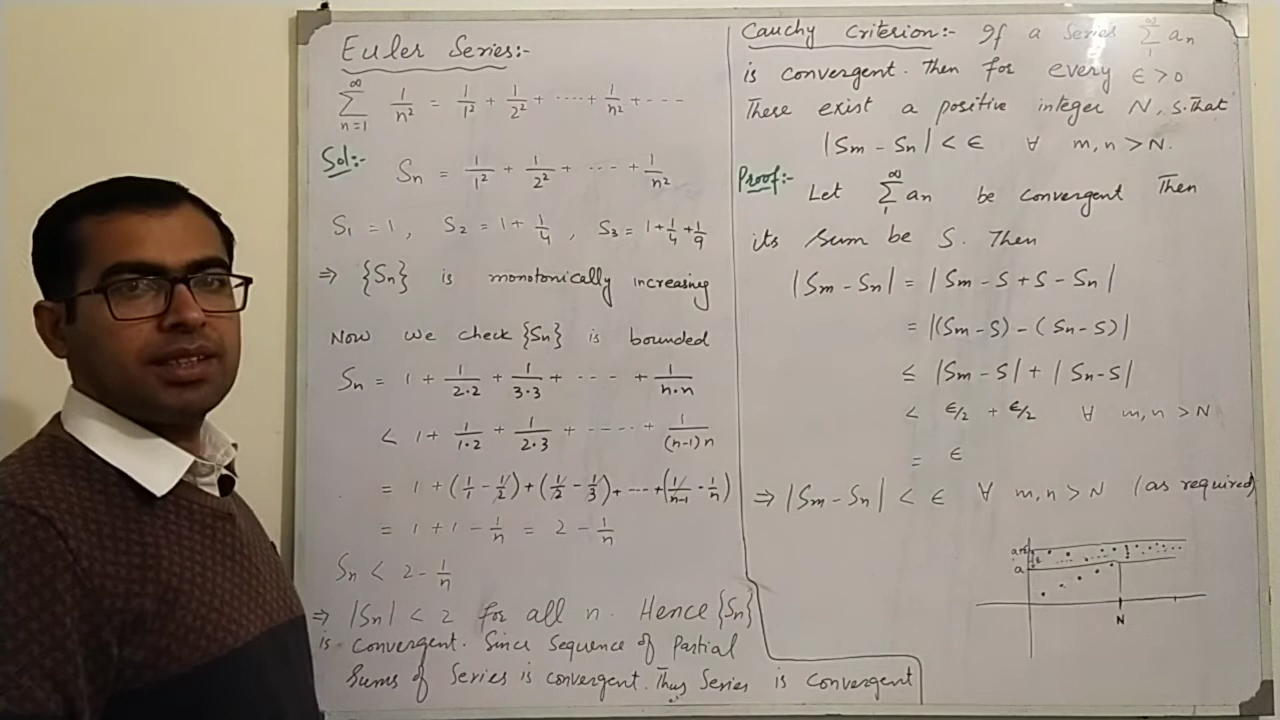 Euler Series:-
∞∑n=1 1/n² = 1/1² + 1/2² + ····+ 1/n² + ---
Sol:- Sn = 1/1² + 1/2² + ---- + 1/n²
S1 = 1, S2 = 1+ 1/4, S3 = 1+1/4+1/9
⇒ {Sn} is monotonically increasing
Now we check {Sn} is bounded
Sn = 1 + 1/2·2 + 1/3·3 + ---- + 1/n·n
< 1 + 1/1·2 + 1/2·3 + ----- + 1/(n-1)n
= 1 + (1/1 - 1/2) + (1/2 - 1/3) + --- + (1/n-1 - 1/n)
= 1 + 1 - 1/n = 2 - 1/n
Sn < 2 - 1/n
⇒ |Sn| < 2 for all n. Hence {Sn}
is convergent. Since Sequence of Partial
Sums of Series is convergent. Thus Series is Convergent
Cauchy Criterion:- If a Series ∞∑1 an
is convergent. Then for every ϵ > 0
There exist a positive integer N, s.that
|Sm - Sn| < ϵ ∀ m,n > N.
Proof:- Let ∞∑1 an be convergent Then
its Sum be S. Then
|Sm - Sn| = |Sm - S + S - Sn|
= |(Sm - S) - (Sn - S)|
≤ |Sm - S| + |Sn - S|
< ϵ/2 + ϵ/2 ∀ m,n > N
= ϵ
⇒ |Sm - Sn| < ϵ ∀ m,n > N (as required)
a
N